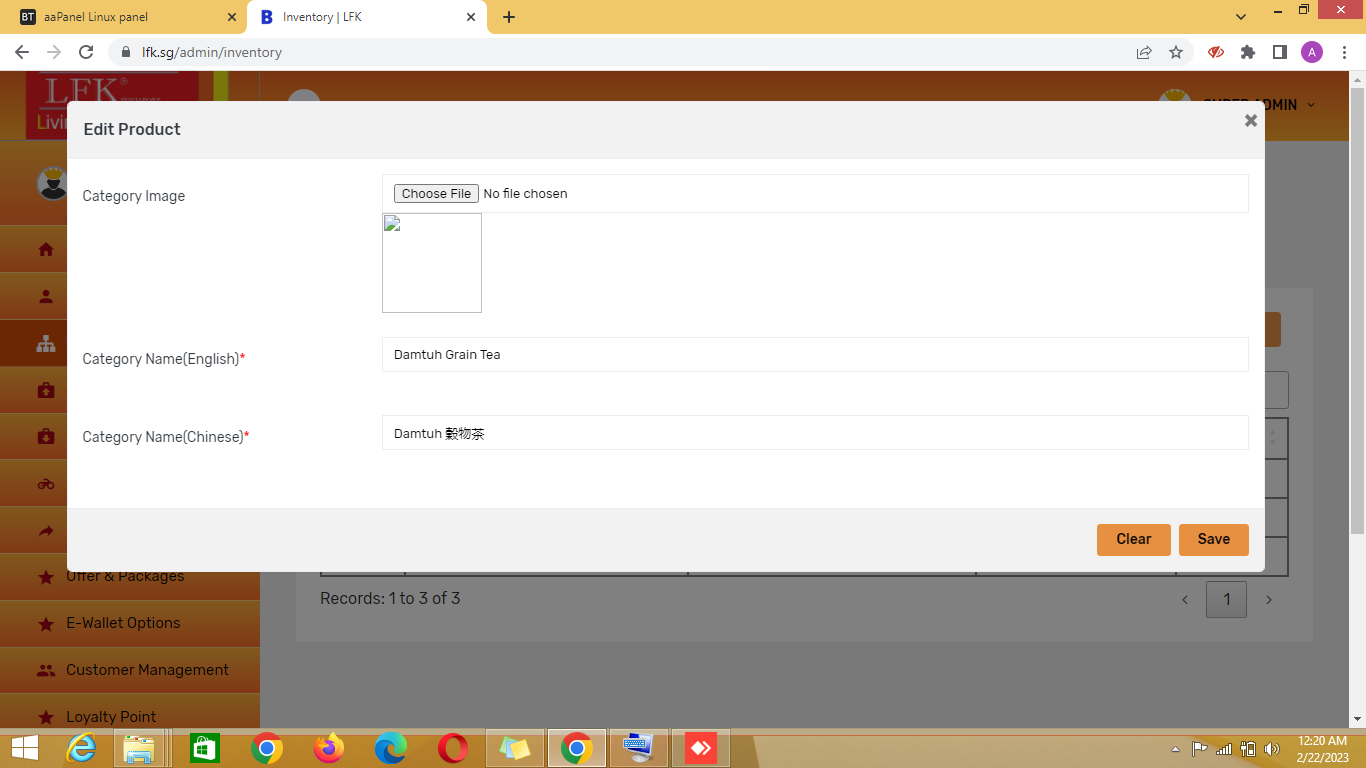 BT aaPanel Linux panel
B Inventory | LFK
lfk.sg/admin/inventory
A
LFK
®
SUPER ADMIN
Edit Product
Category Image
Choose File No file chosen
Category Name(English)*
Damtuh Grain Tea
Category Name(Chinese)*
Damtuh 穀物茶
Clear
Save
Offer & Packages
Records: 1 to 3 of 3
1
E-Wallet Options
Customer Management
Loyalty Point
12:20 AM
2/22/2023